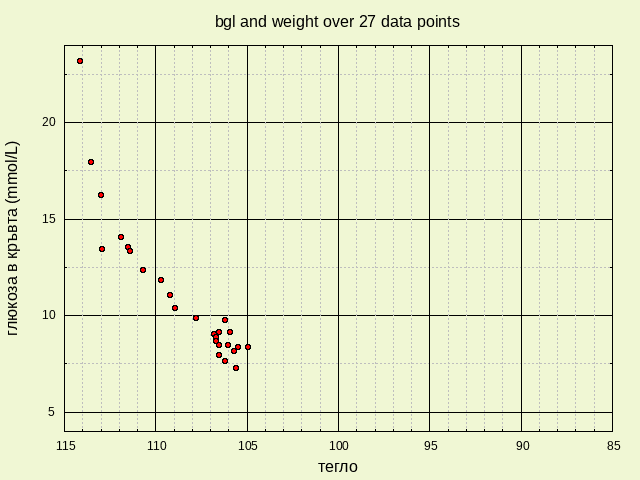 bgl and weight over 27 data points
глюкоза в кръвта (mmol/L)
20
15
10
5
115 110 105 100 95 90 85
тегло